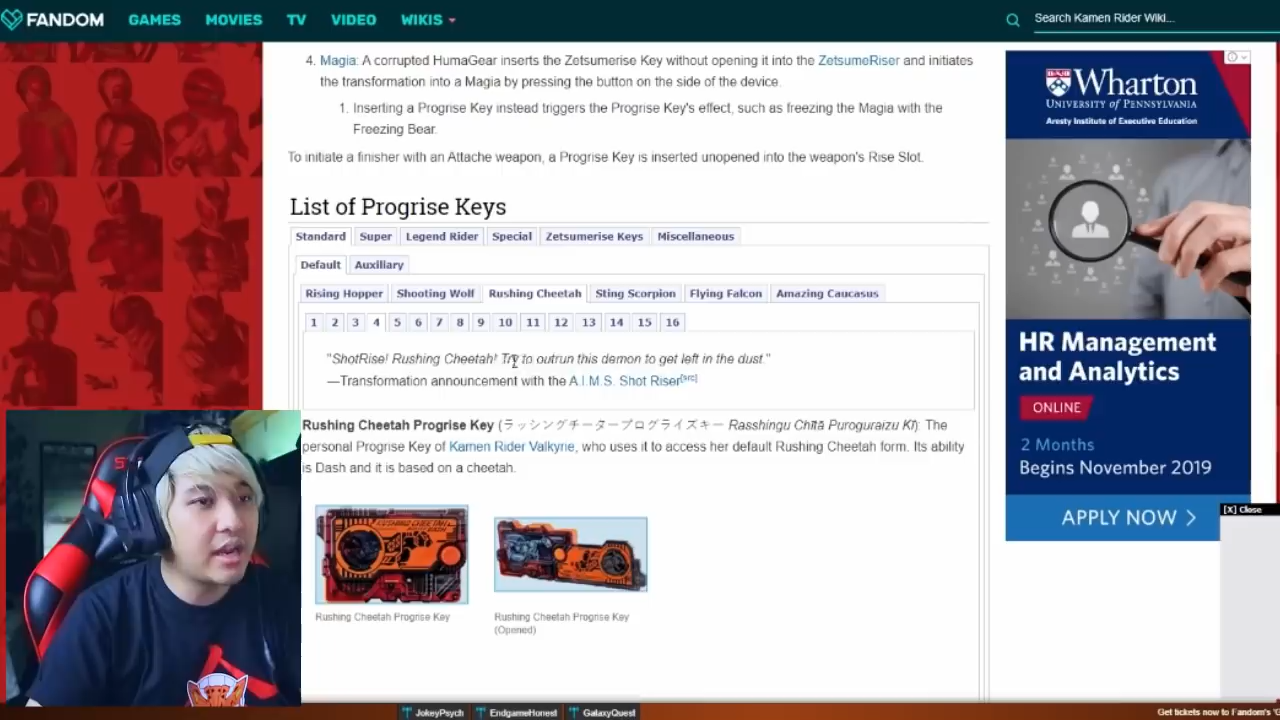 FANDOM GAMES MOVIES TV VIDEO WIKIS Search Kamen Rider Wiki...
4. Magia: A corrupted HumaGear inserts the Zetsumerise Key without opening it into the ZetsumeRiser and initiates
the transformation into a Magia by pressing the button on the side of the device.
1. Inserting a Progrise Key instead triggers the Progrise Key's effect, such as freezing the Magia with the
Freezing Bear.
To initiate a finisher with an Attache weapon, a Progrise Key is inserted unopened into the weapon's Rise Slot.
List of Progrise Keys
Standard Super Legend Rider Special Zetsumerise Keys Miscellaneous
Default Auxiliary
Rising Hopper Shooting Wolf Rushing Cheetah Sting Scorpion Flying Falcon Amazing Caucasus
1 2 3 4 5 6 7 8 9 10 11 12 13 14 15 16
"ShotRise! Rushing Cheetah! Try to outrun this demon to get left in the dust."
—Transformation announcement with the A.I.M.S. Shot Riser[src]
Rushing Cheetah Progrise Key (ラッシングチータープログライズキー Rasshingu Chītā Puroguraizu Kī): The
personal Progrise Key of Kamen Rider Valkyrie, who uses it to access her default Rushing Cheetah form. Its ability
is Dash and it is based on a cheetah.
RUSHING CHEETAH
Rushing Cheetah Progrise Key
Rushing Cheetah Progrise Key
(Opened)
Wharton
UNIVERSITY OF PENNSYLVANIA
Aresty Institute of Executive Education
HR Management
and Analytics
ONLINE
2 Months
Begins November 2019
APPLY NOW >
[X] Close
JokeyPsych EndgameHonest GalaxyQuest
Get tickets now to Fandom's 'G